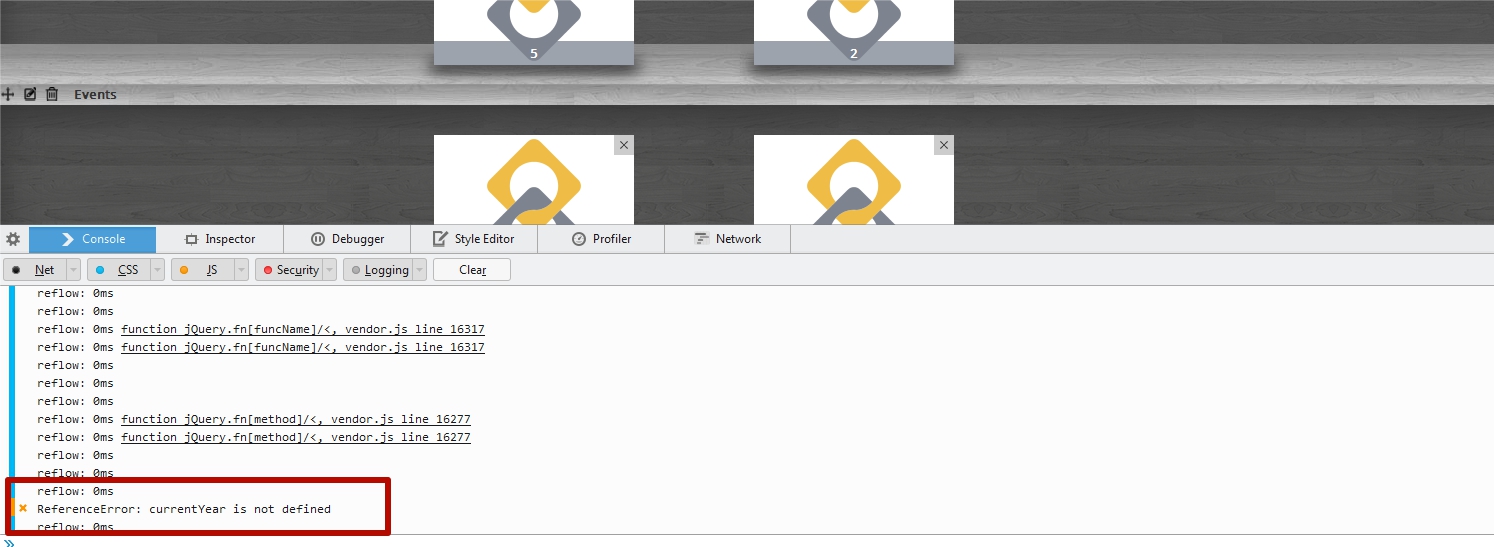 5 2
Events
Console Inspector Debugger Style Editor Profiler Network
Net CSS JS Security Logging Clear
reflow: 0ms
reflow: 0ms
reflow: 0ms function jQuery.fn[funcName]/<, vendor.js line 16317
reflow: 0ms function jQuery.fn[funcName]/<, vendor.js line 16317
reflow: 0ms
reflow: 0ms
reflow: 0ms
reflow: 0ms function jQuery.fn[method]/<, vendor.js line 16277
reflow: 0ms function jQuery.fn[method]/<, vendor.js line 16277
reflow: 0ms
reflow: 0ms
reflow: 0ms
ReferenceError: currentYear is not defined
reflow: 0ms